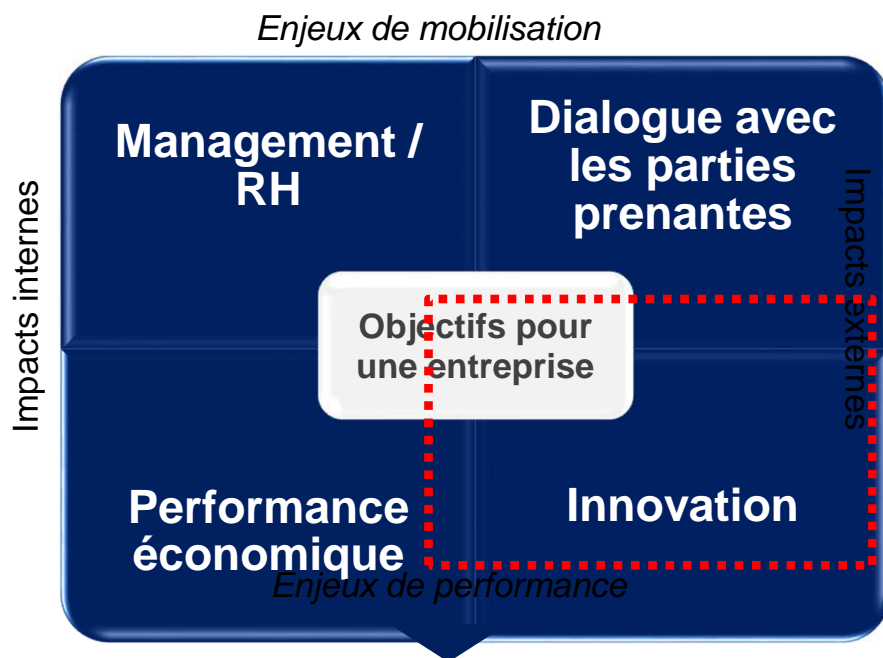 Enjeux de mobilisation
Management /
RH
Dialogue avec
les parties
prenantes
Impacts internes
Impacts externes
Objectifs pour
une entreprise
Performance
économique
Innovation
Enjeux de performance